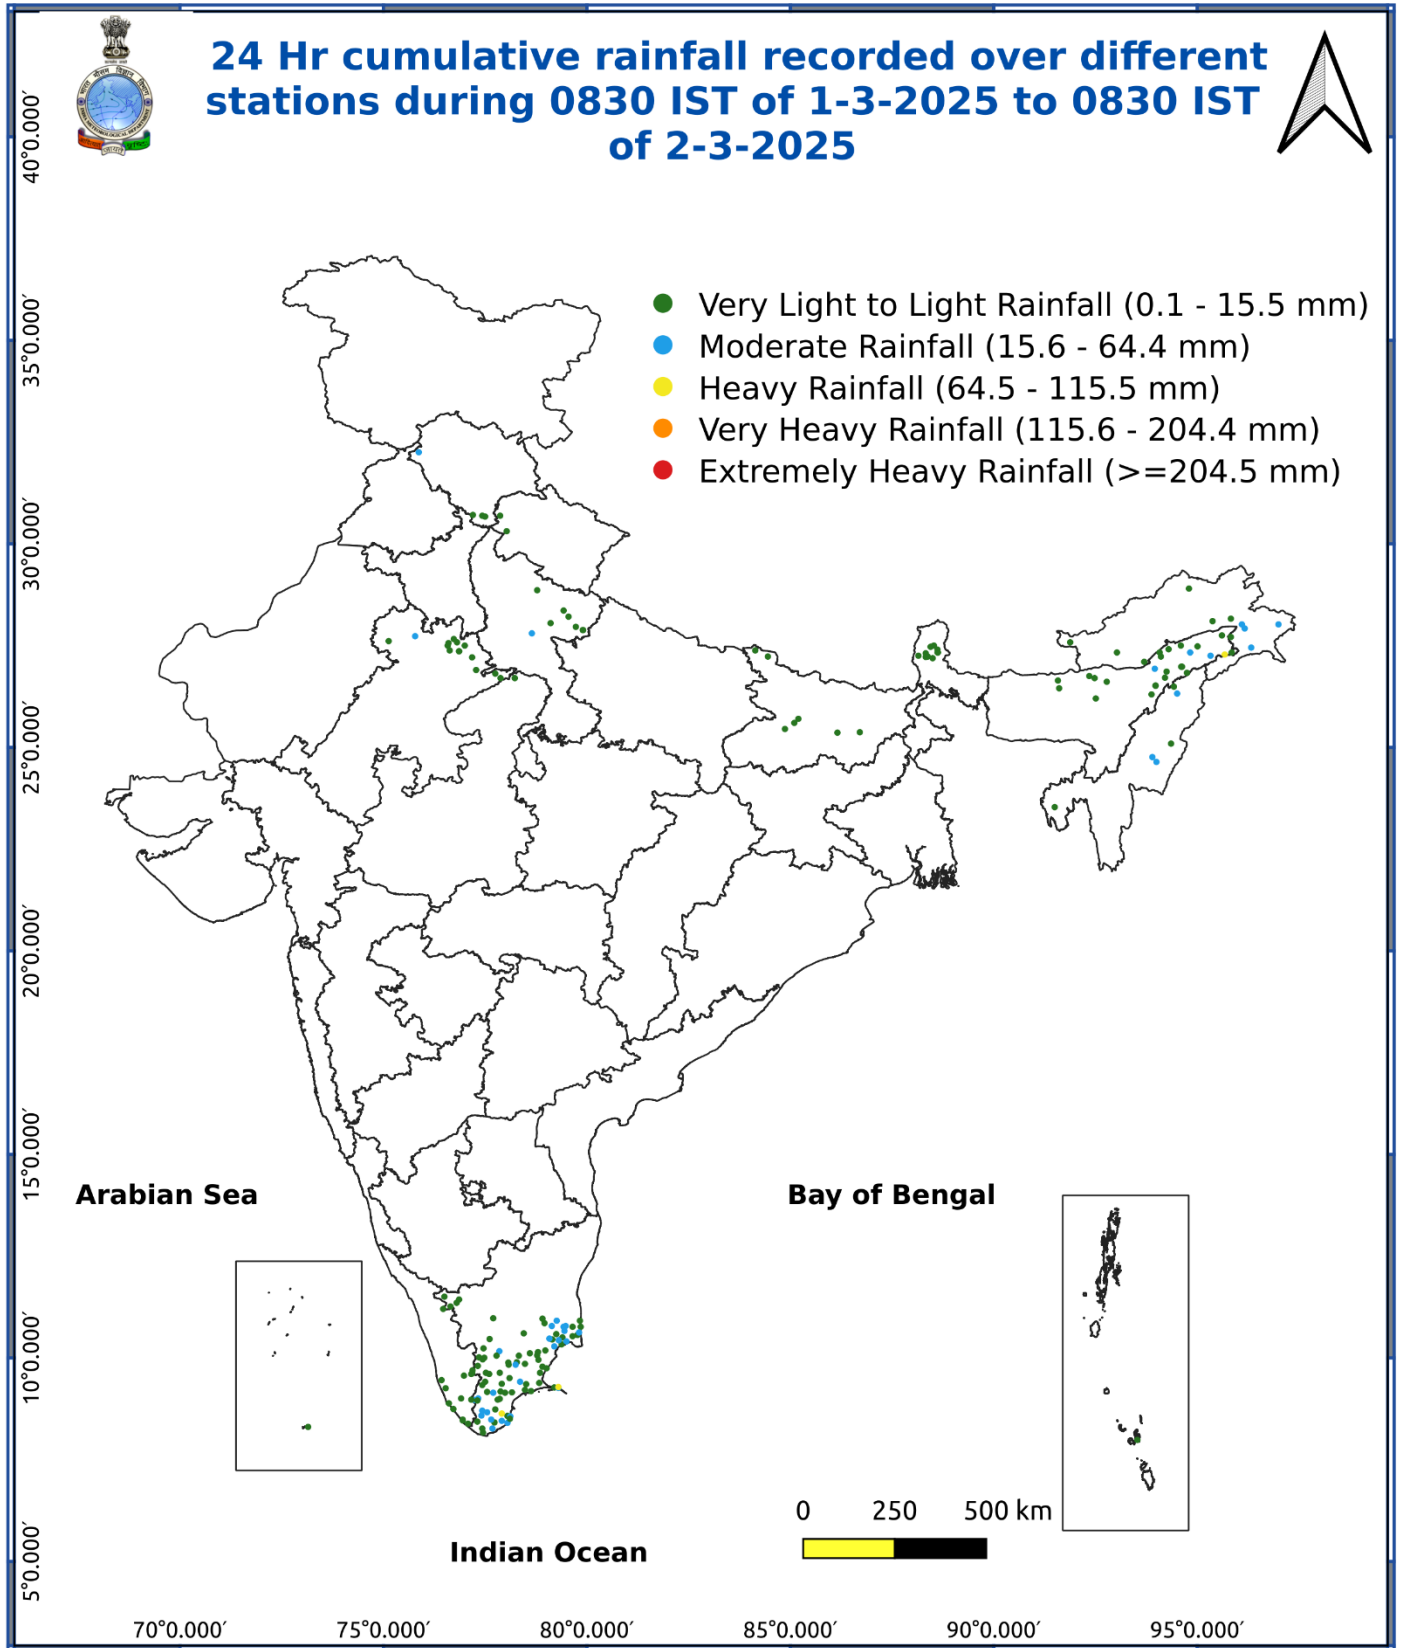 24 Hr cumulative rainfall recorded over different
stations during 0830 IST of 1-3-2025 to 0830 IST
of 2-3-2025
Very Light to Light Rainfall (0.1 - 15.5 mm)
Moderate Rainfall (15.6 - 64.4 mm)
Heavy Rainfall (64.5 - 115.5 mm)
Very Heavy Rainfall (115.6 - 204.4 mm)
Extremely Heavy Rainfall (>=204.5 mm)
40°0.000′
35°0.000′
30°0.000′
25°0.000′
20°0.000′
15°0.000′
10°0.000′
5°0.000′
Arabian Sea
Bay of Bengal
Indian Ocean
0 250 500 km
70°0.000′ 75°0.000′ 80°0.000′ 85°0.000′ 90°0.000′ 95°0.000′